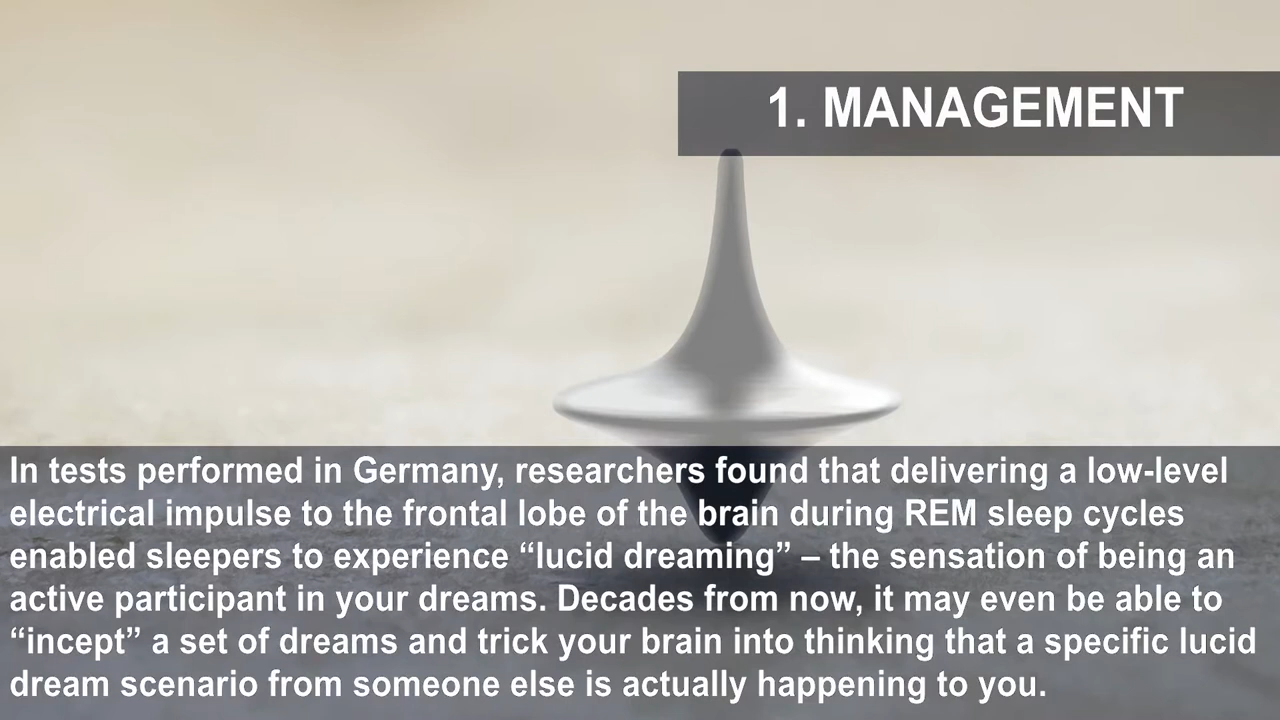 1. MANAGEMENT
In tests performed in Germany, researchers found that delivering a low-level
electrical impulse to the frontal lobe of the brain during REM sleep cycles
enabled sleepers to experience “lucid dreaming” – the sensation of being an
active participant in your dreams. Decades from now, it may even be able to
“incept” a set of dreams and trick your brain into thinking that a specific lucid
dream scenario from someone else is actually happening to you.